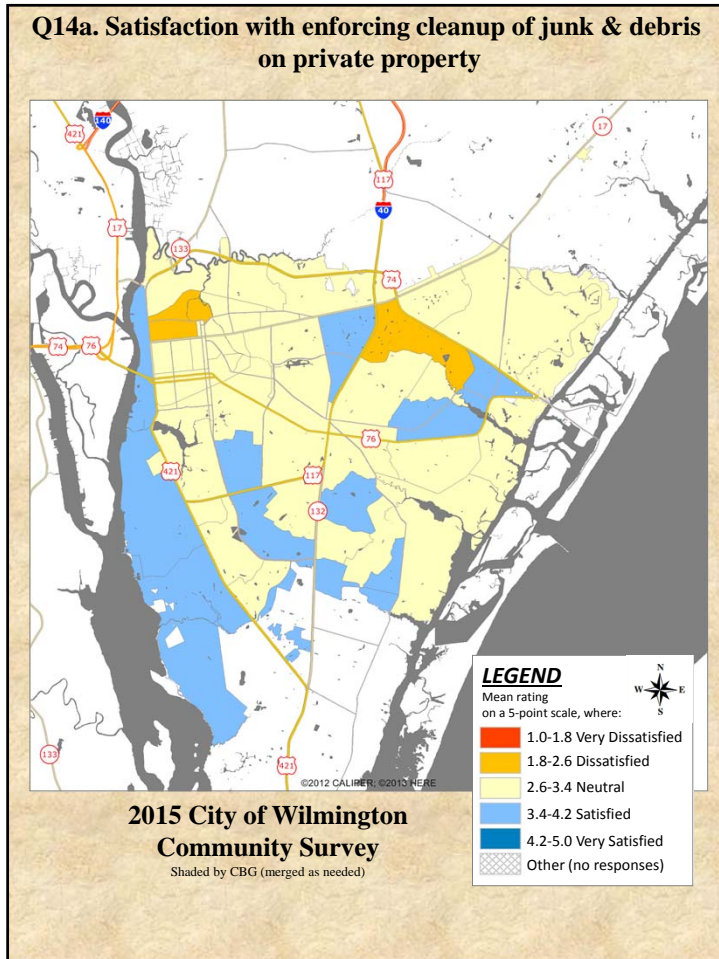 Q14a. Satisfaction with enforcing cleanup of junk & debris
on private property
140
421
17
117
40
17
133
74
74
76
76
421
117
132
133
421
©2012 CALIPER; ©2013 HERE
LEGEND
Mean rating
on a 5-point scale, where:
N
W E
S
1.0-1.8 Very Dissatisfied
1.8-2.6 Dissatisfied
2.6-3.4 Neutral
3.4-4.2 Satisfied
4.2-5.0 Very Satisfied
Other (no responses)
2015 City of Wilmington
Community Survey
Shaded by CBG (merged as needed)